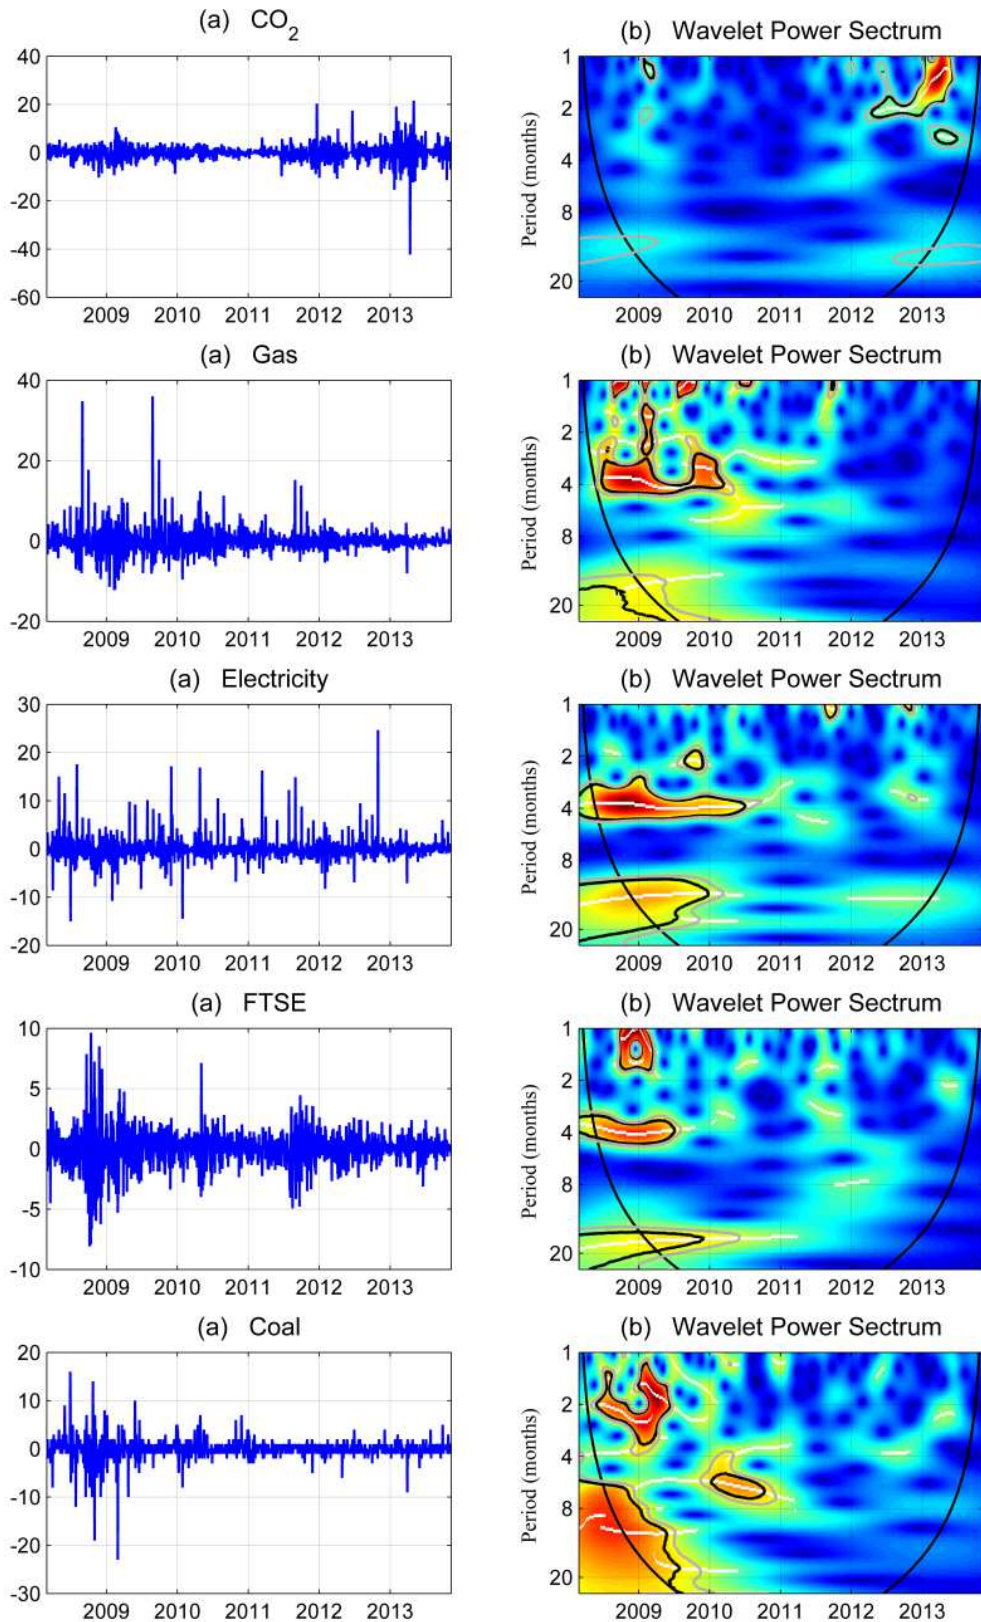 (a) CO2
(b) Wavelet Power Sectrum
40
20
0
-20
-40
-60
2009 2010 2011 2012 2013
Period (months)
1
2
4
8
20
2009 2010 2011 2012 2013
(a) Gas
(b) Wavelet Power Sectrum
40
20
0
-20
2009 2010 2011 2012 2013
Period (months)
1
2
4
8
20
2009 2010 2011 2012 2013
(a) Electricity
(b) Wavelet Power Sectrum
30
20
10
0
-10
-20
2009 2010 2011 2012 2013
Period (months)
1
2
4
8
20
2009 2010 2011 2012 2013
(a) FTSE
(b) Wavelet Power Sectrum
10
5
0
-5
-10
2009 2010 2011 2012 2013
Period (months)
1
2
4
8
20
2009 2010 2011 2012 2013
(a) Coal
(b) Wavelet Power Sectrum
20
10
0
-10
-20
-30
2009 2010 2011 2012 2013
Period (months)
1
2
4
8
20
2009 2010 2011 2012 2013